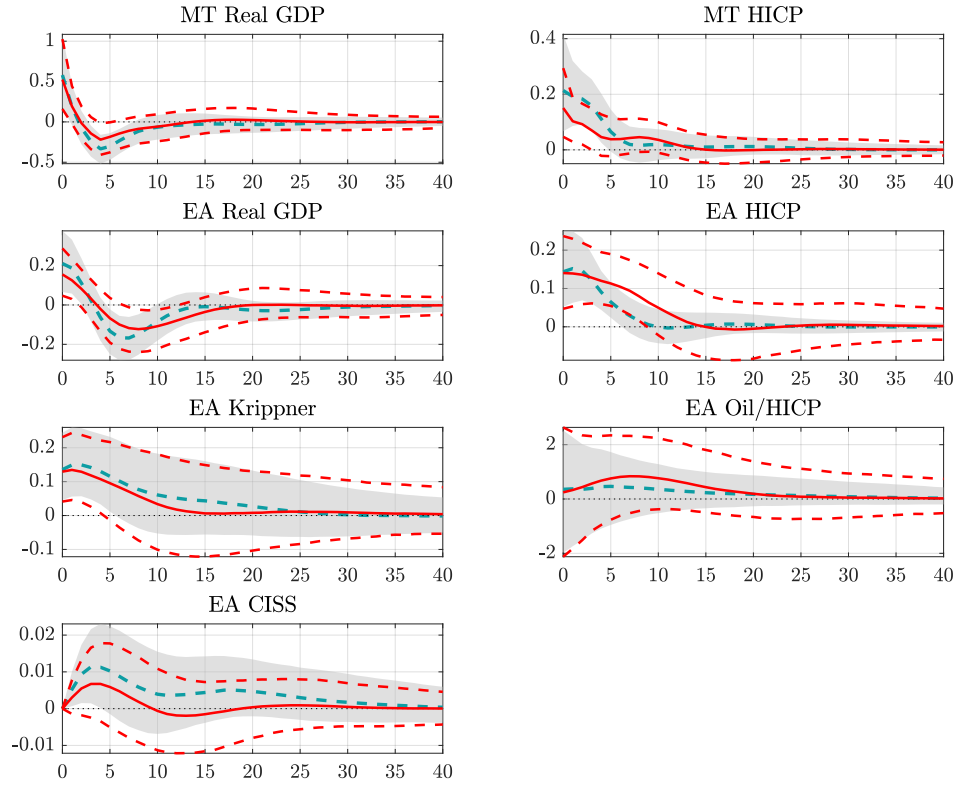 MT Real GDP
1
0.5
0
-0.5
0 5 10 15 20 25 30 35 40
MT HICP
0.4
0.2
0
0 5 10 15 20 25 30 35 40
EA Real GDP
0.2
0
-0.2
0 5 10 15 20 25 30 35 40
EA HICP
0.2
0.1
0
0 5 10 15 20 25 30 35 40
EA Krippner
0.2
0.1
0
-0.1
0 5 10 15 20 25 30 35 40
EA Oil/HICP
2
0
-2
0 5 10 15 20 25 30 35 40
EA CISS
0.02
0.01
0
-0.01
0 5 10 15 20 25 30 35 40